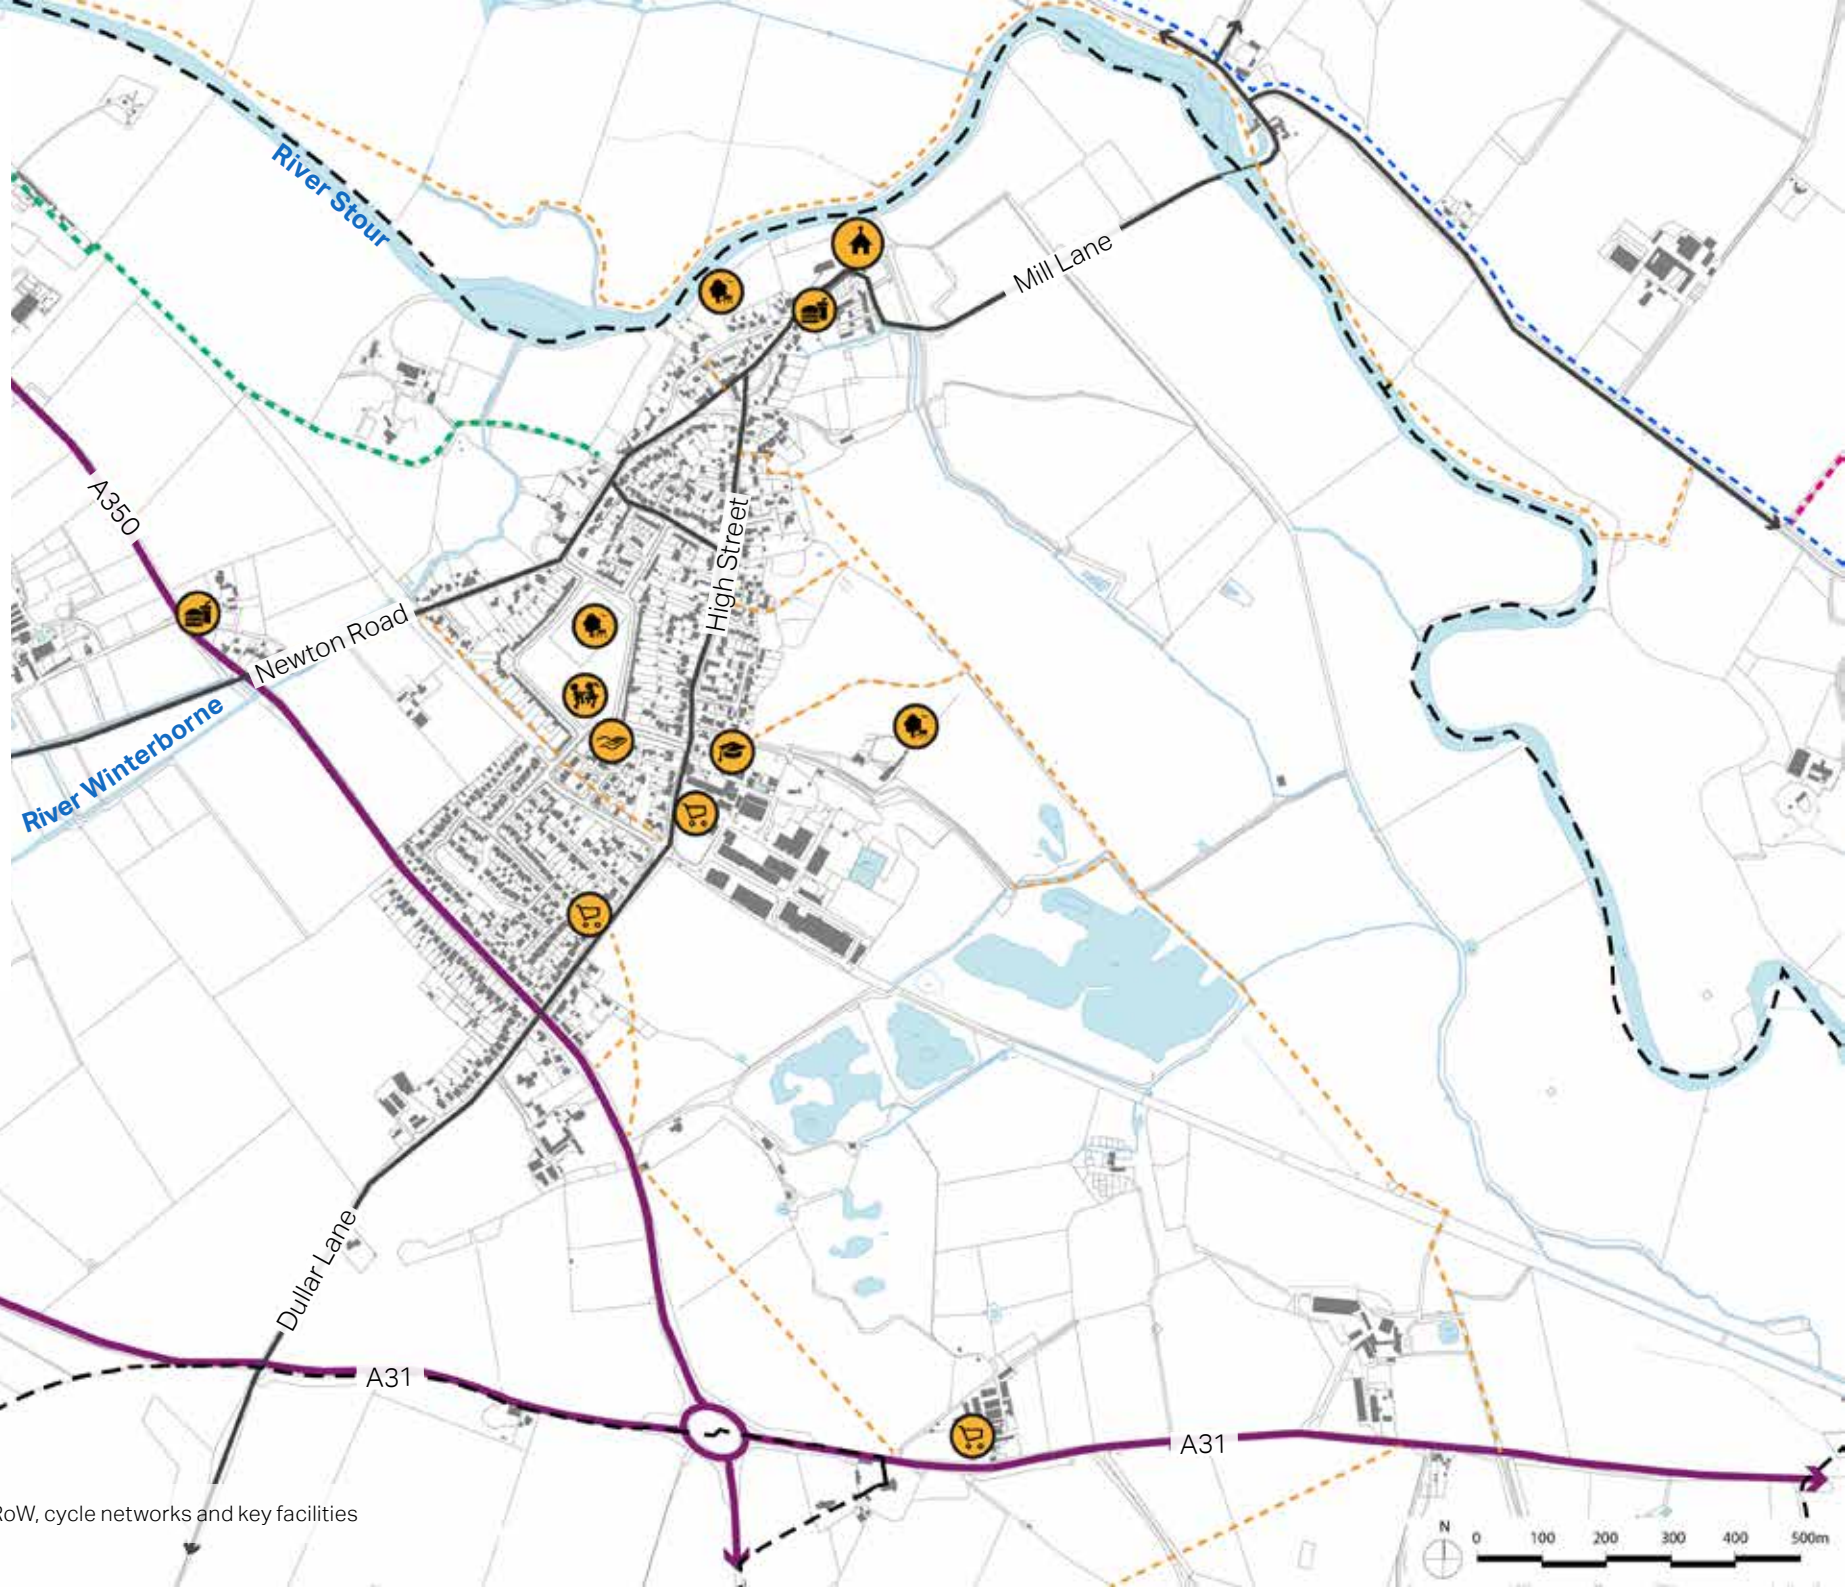 River Stour
Mill Lane
A350
High Street
Newton Road
River Winterborne
Dullar Lane
A31
A31
RoW, cycle networks and key facilities
N
0 100 200 300 400 500m